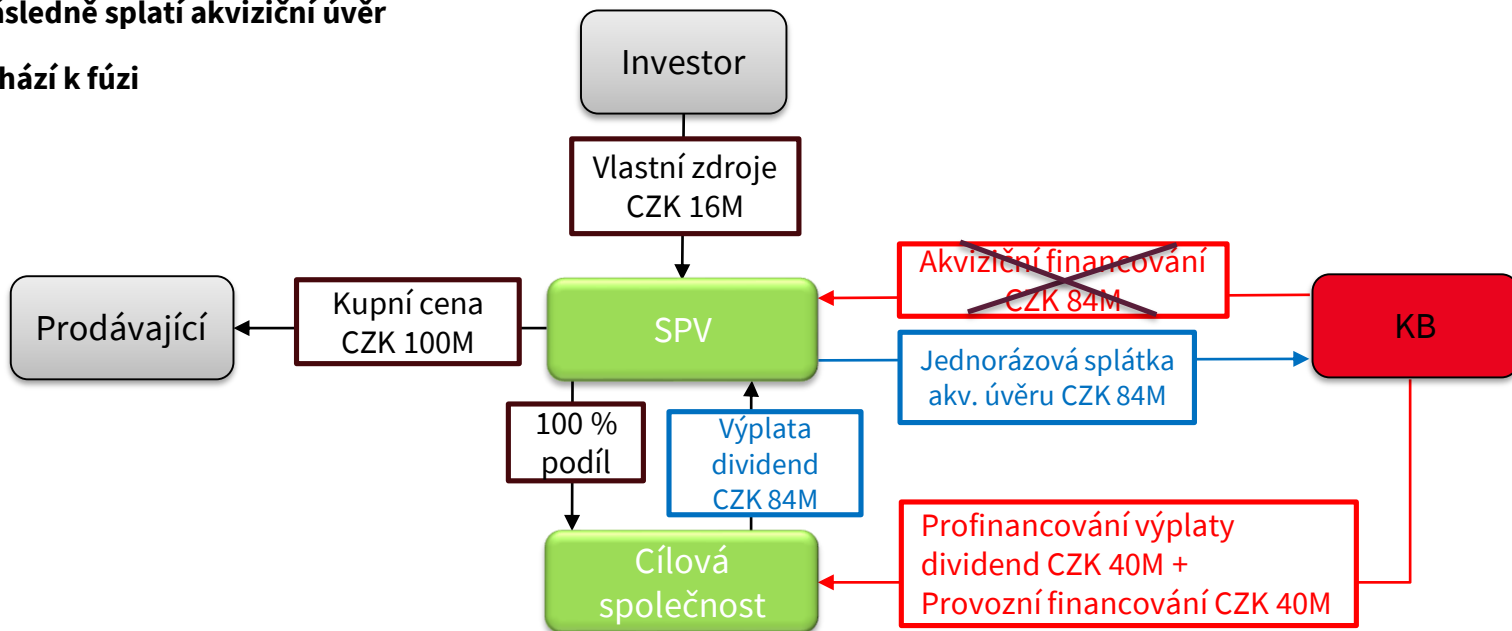 následně splatí akviziční úvěr
hází k fúzi
Investor
Vlastní zdroje
CZK 16M
Akviziční financování
CZK 84M
Prodávající
Kupní cena
CZK 100M
SPV
KB
Jednorázová splátka
akv. úvěru CZK 84M
100 %
podíl
Výplata
dividend
CZK 84M
Cílová
společnost
Profinancování výplaty
dividend CZK 40M +
Provozní financování CZK 40M